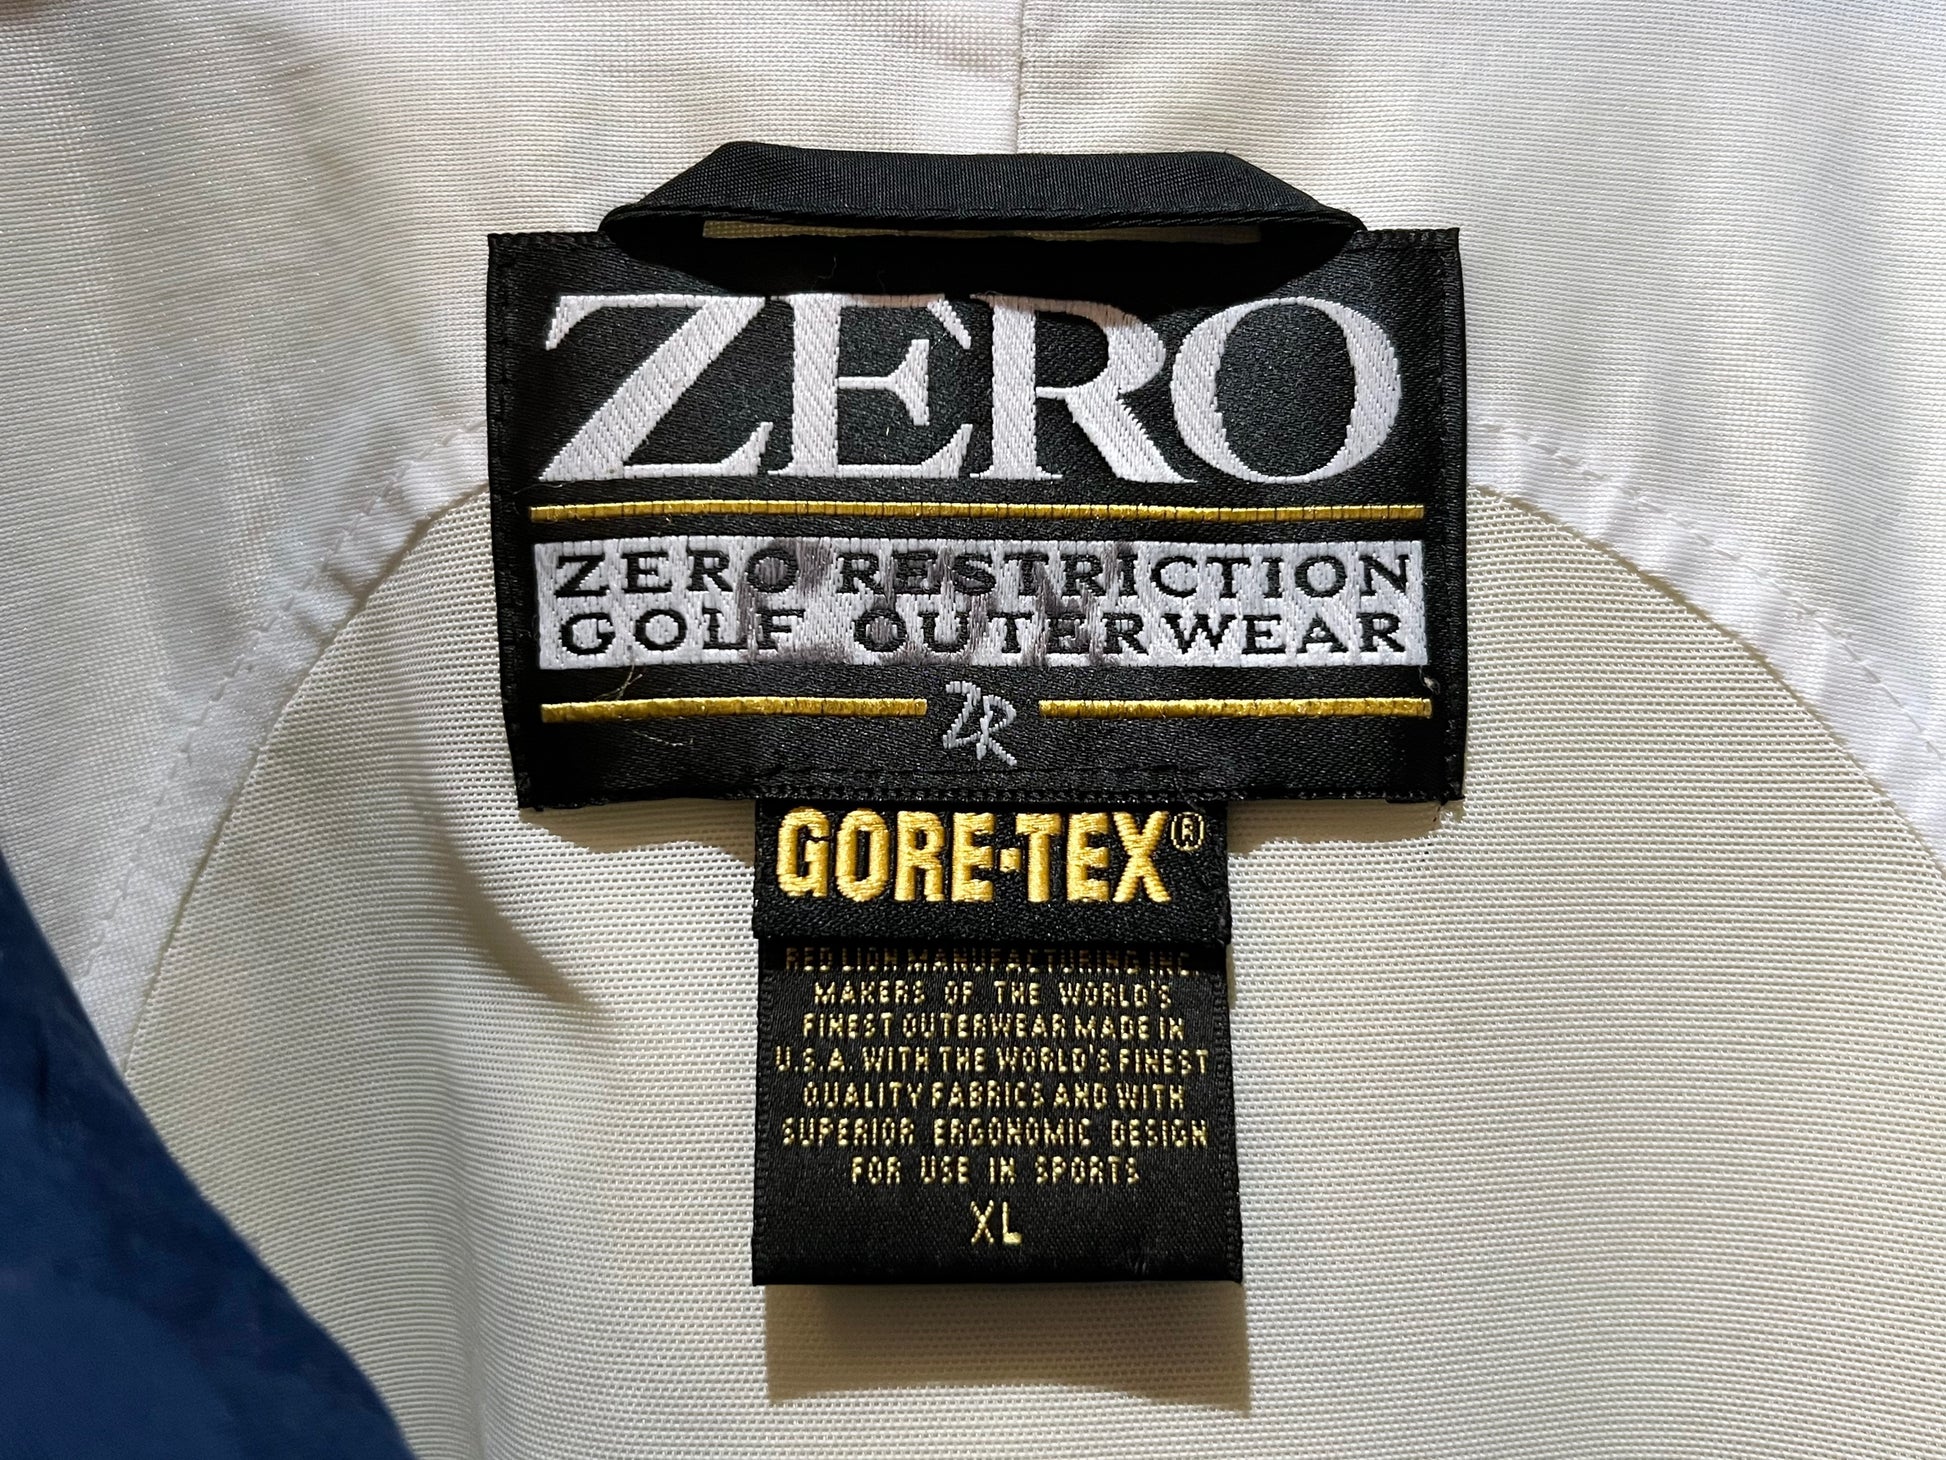 ZERO
ZERO RESTRICTION
GOLF OUTERWEAR
ZR
GORE-TEX®
RED LION MANUFACTURING INC.
MAKERS OF THE WORLD'S
FINEST OUTERWEAR MADE IN
U.S.A. WITH THE WORLD'S FINEST
QUALITY FABRICS AND WITH
SUPERIOR ERGONOMIC DESIGN
FOR USE IN SPORTS
XL